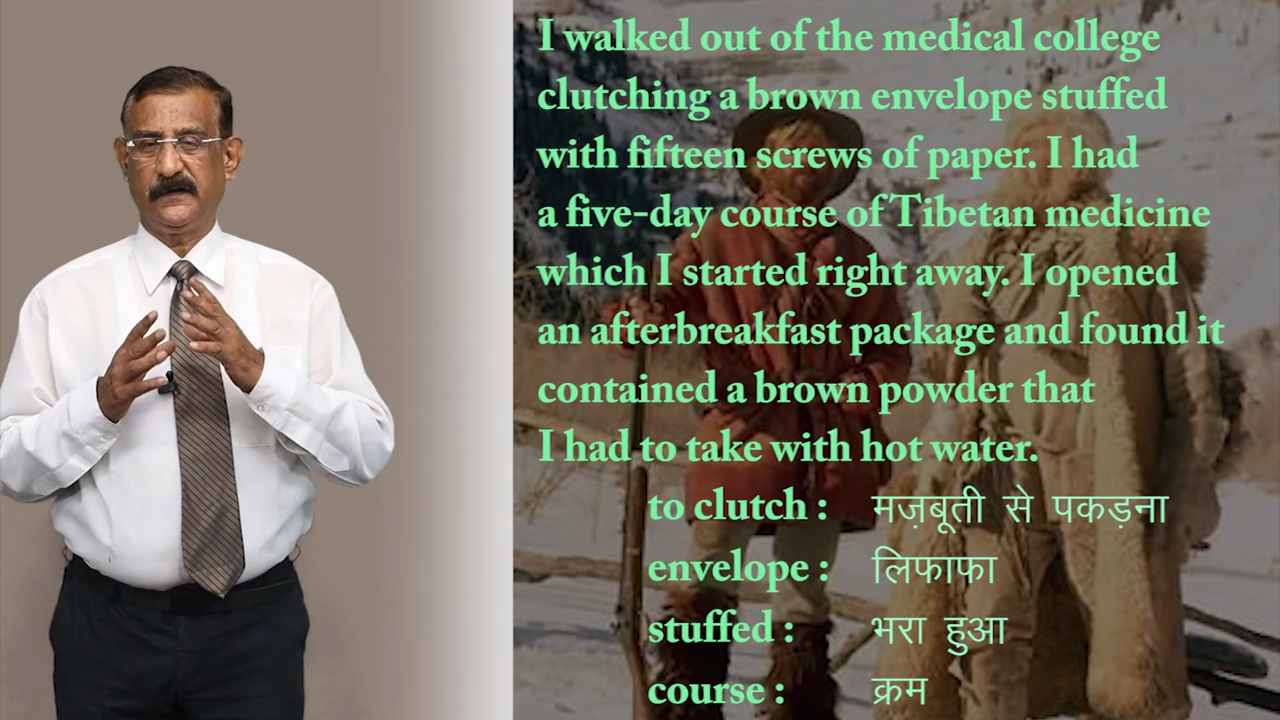 I walked out of the medical college
clutching a brown envelope stuffed
with fifteen screws of paper. I had
a five-day course of Tibetan medicine
which I started right away. I opened
an afterbreakfast package and found it
contained a brown powder that
I had to take with hot water.
to clutch : मज़बूती से पकड़ना
envelope : लिफाफा
stuffed : भरा हुआ
course : क्रम